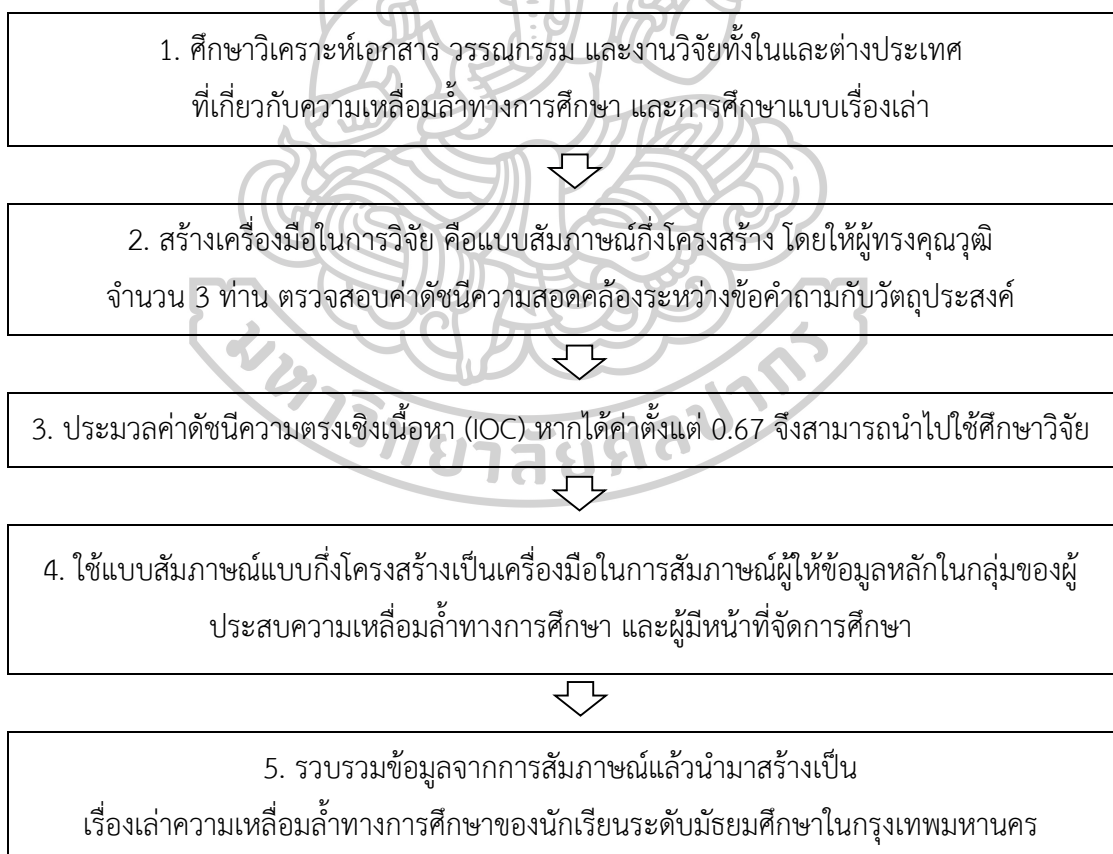 1. ศึกษาวิเคราะห์เอกสาร วรรณกรรม และงานวิจัยทั้งในและต่างประเทศ
ที่เกี่ยวกับความเหลื่อมล้ำทางการศึกษา และการศึกษาแบบเรื่องเล่า
2. สร้างเครื่องมือในการวิจัย คือแบบสัมภาษณ์กึ่งโครงสร้าง โดยให้ผู้ทรงคุณวุฒิ
จำนวน 3 ท่าน ตรวจสอบค่าดัชนีความสอดคล้องระหว่างข้อคำถามกับวัตถุประสงค์
3. ประมวลค่าดัชนีความตรงเชิงเนื้อหา (IOC) หากได้ค่าตั้งแต่ 0.67 จึงสามารถนำไปใช้ศึกษาวิจัย
มหาวิทยาลัยศิลปากร
4. ใช้แบบสัมภาษณ์แบบกึ่งโครงสร้างเป็นเครื่องมือในการสัมภาษณ์ผู้ให้ข้อมูลหลักในกลุ่มของผู้
ประสบความเหลื่อมล้ำทางการศึกษา และผู้มีหน้าที่จัดการศึกษา
5. รวบรวมข้อมูลจากการสัมภาษณ์แล้วนำมาสร้างเป็น
เรื่องเล่าความเหลื่อมล้ำทางการศึกษาของนักเรียนระดับมัธยมศึกษาในกรุงเทพมหานคร